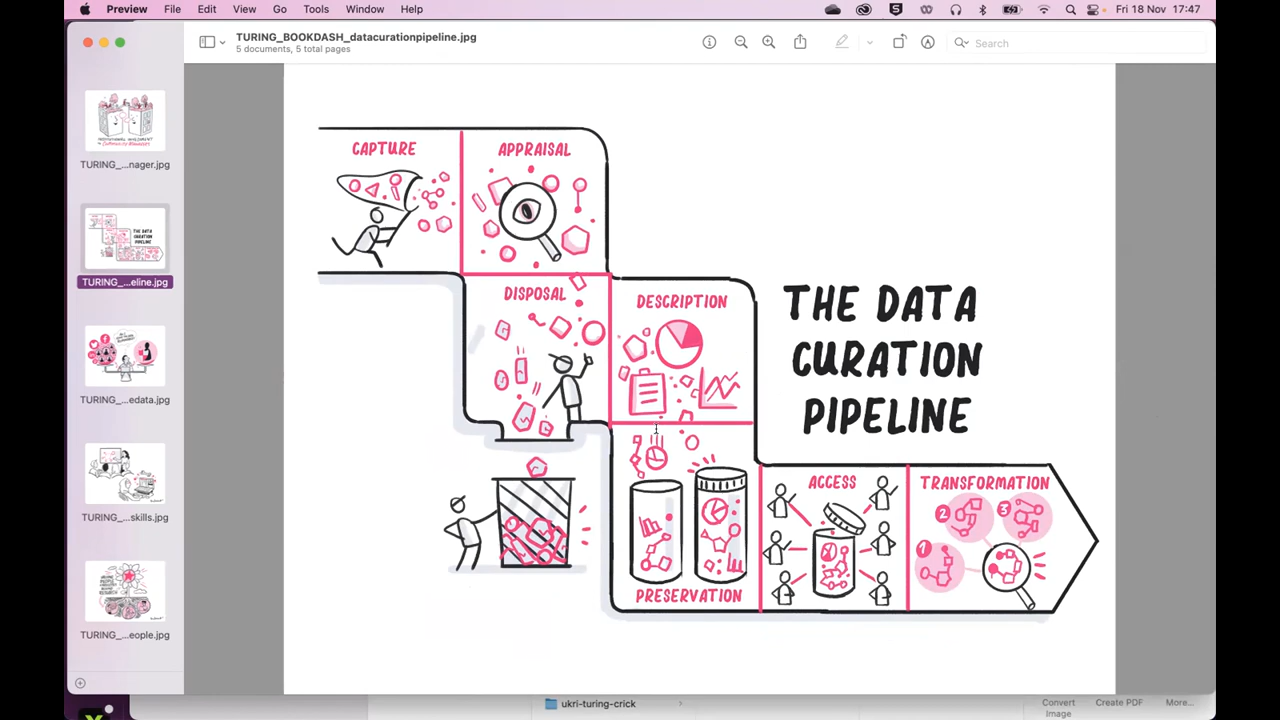 Preview File Edit View Go Tools Window Help
Fri 18 Nov 17:47
TURING_BOOKDASH_datacurationpipeline.jpg
5 documents, 5 total pages
Search
TURING_...nager.jpg
TURING_...eline.jpg
TURING_...edata.jpg
TURING_...skills.jpg
TURING_...eople.jpg
CAPTURE
APPRAISAL
DISPOSAL
DESCRIPTION
THE DATA
CURATION
PIPELINE
PRESERVATION
ACCESS
TRANSFORMATION
1
2
3
ukri-turing-crick
Convert
Image
Create PDF
More...